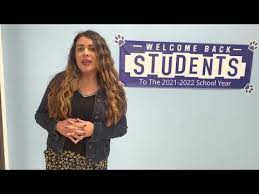 WELCOME BACK
STUDENTS
To The 2021-2022 School Year